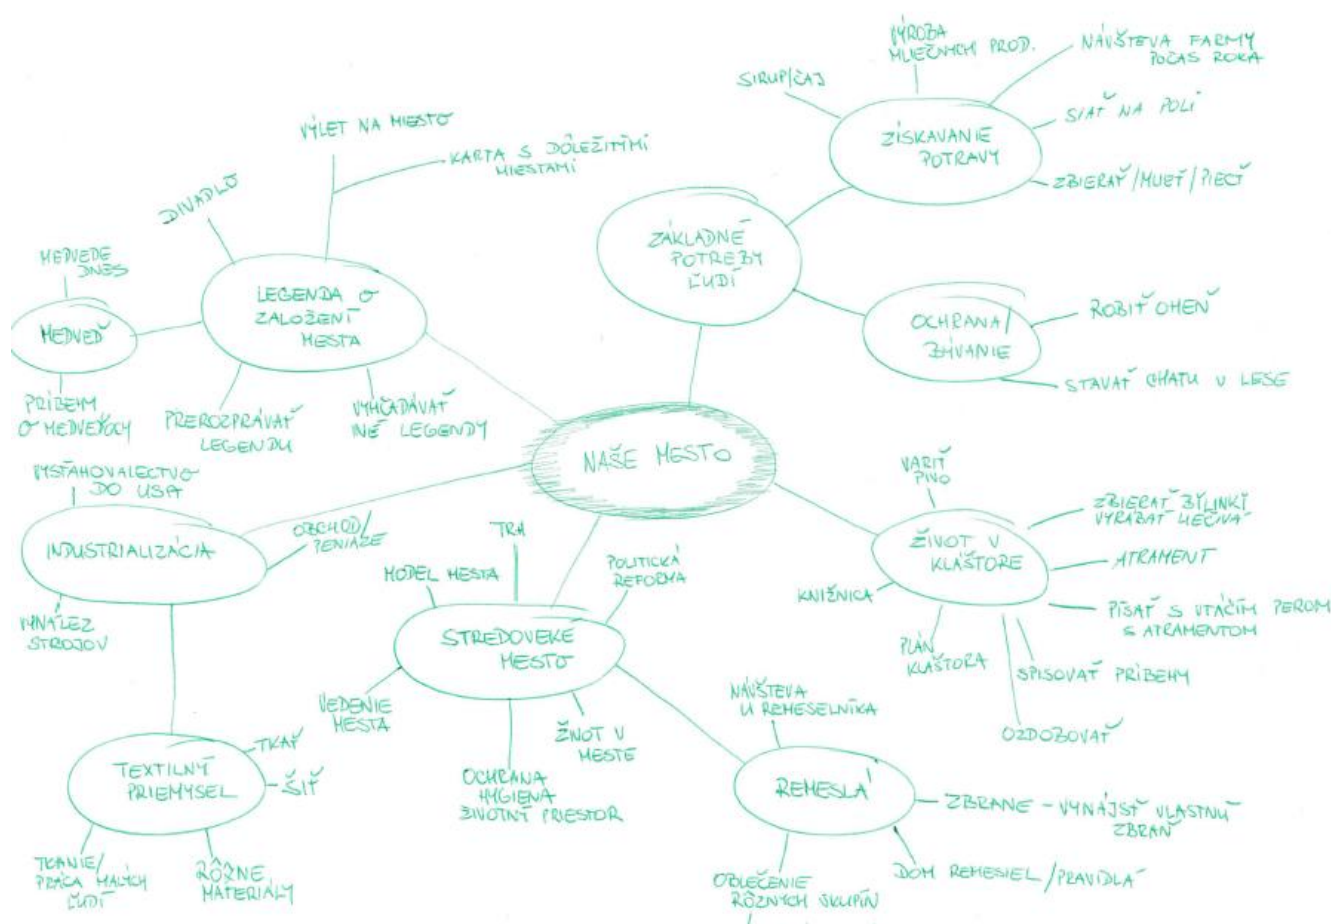 VÝROBA
MLIEČNYCH PROD.
NÁVŠTEVA FARMY
POČAS ROKA
SIRUP/ČAJ
SIAŤ NA POLI
ZÍSKAVANIE
POTRAVY
ZBIERAŤ/MLIEŤ/PIECŤ
VÝLET NA MIESTO
KARTA S DÔLEŽITÝMI
MIESTAMI
DIVADLO
ZÁKLADNÉ
POTREBY
ĽUDÍ
MEDVEDE
DNES
MEDVEĎ
LEGENDA O
ZALOŽENÍ
MESTA
OCHRANA/
BÝVANIE
ROBIŤ OHEŇ
STAVAŤ CHATU V LESE
PRÍBEHY
O MEDVEĎOCH
PREROZPRÁVAŤ
LEGENDU
VYHĽADÁVAŤ
INÉ LEGENDY
NAŠE MESTO
VYSŤAHOVALECTVO
DO USA
INDUSTRIALIZÁCIA
OBCHOD/
PENIAZE
VYNÁLEZ
STROJOV
VARIŤ
PIVO
ZBIERAŤ BYLINKY
VYRÁBAŤ LIEČIVÁ
ŽIVOT V
KLÁŠTORE
ATRAMENT
KNIŽNICA
PÍSAŤ S VTÁČÍM PEROM
S ATRAMENTOM
PLÁN
KLÁŠTORA
SPISOVAŤ PRÍBEHY
OZDOBOVAŤ
TRH
MODEL MESTA
POLITICKÁ
REFORMA
STREDOVEKÉ
MESTO
VEDENIE
MESTA
ŽIVOT V
MESTE
OCHRANA
HYGIENA
ŽIVOTNÝ PRIESTOR
TEXTILNÝ
PRIEMYSEL
TKAŤ
ŠIŤ
TKANIE/
PRÁCA MALÝCH
ĽUDÍ
RÔZNE
MATERIÁLY
NÁVŠTEVA
U REMESELNÍKA
REMESLÁ
ZBRANE - VYNÁJSŤ VLASTNÚ
ZBRAŇ
DOM REMESIEL/PRAVIDLÁ
OBLEČENIE
RÔZNYCH SKUPÍN